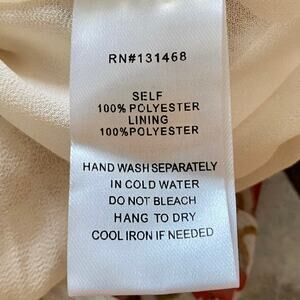 RN#131468
SELF
100% POLYESTER
LINING
100%POLYESTER
HAND WASH SEPARATELY
IN COLD WATER
DO NOT BLEACH
HANG TO DRY
COOL IRON IF NEEDED